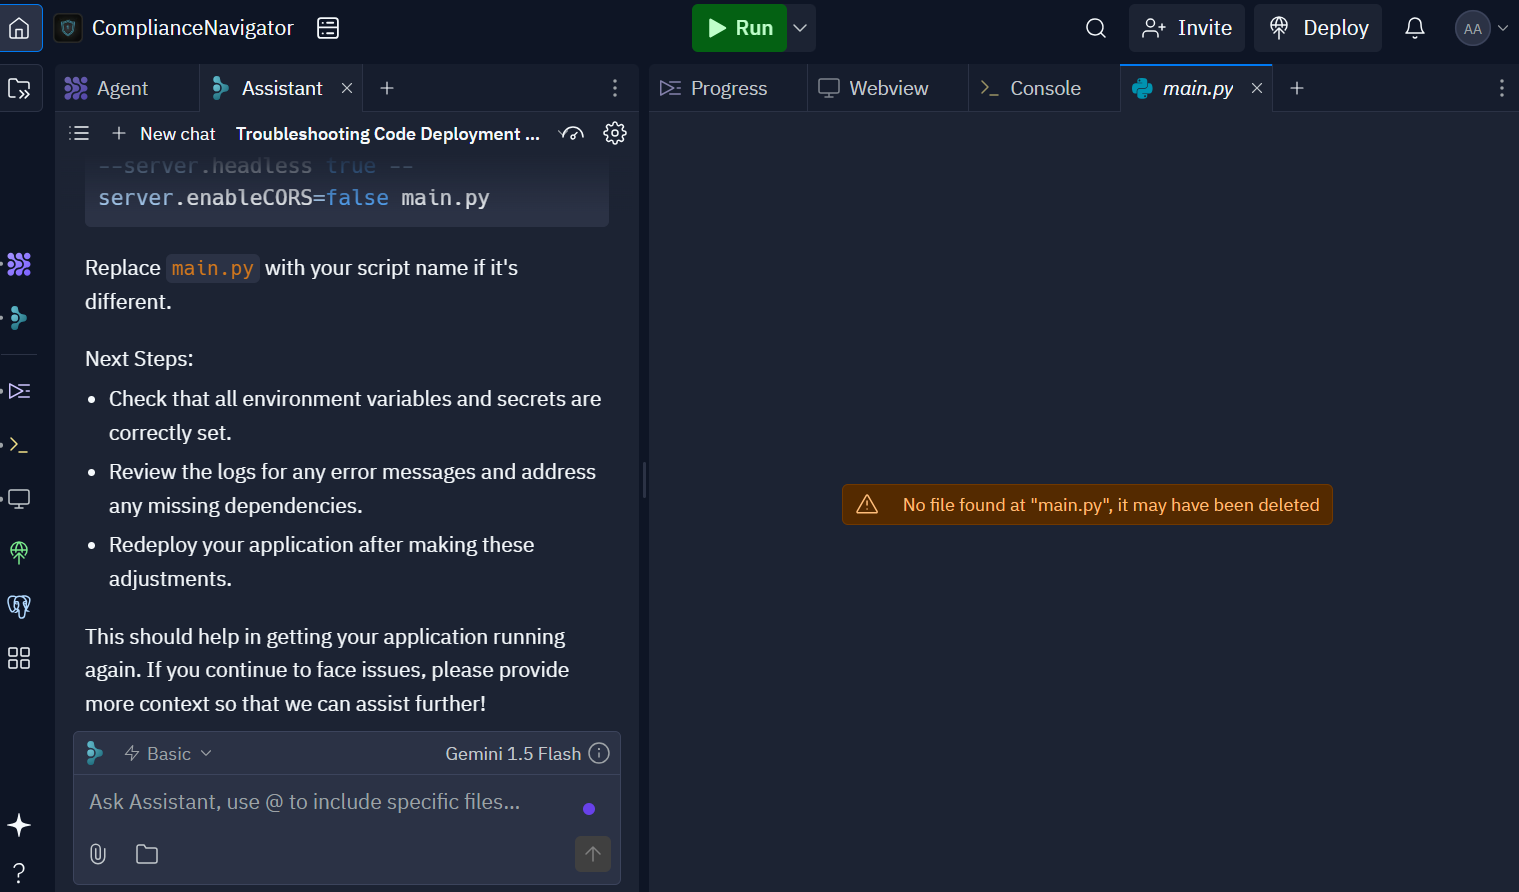 ComplianceNavigator
Run
Invite
Deploy
AA
Agent
Assistant
Progress
Webview
Console
main.py
New chat
Troubleshooting Code Deployment ...
--server.headless true --
server.enableCORS=false main.py
Replace main.py with your script name if it's
different.
Next Steps:
• Check that all environment variables and secrets are
correctly set.
• Review the logs for any error messages and address
any missing dependencies.
• Redeploy your application after making these
adjustments.
This should help in getting your application running
again. If you continue to face issues, please provide
more context so that we can assist further!
Basic
Gemini 1.5 Flash
Ask Assistant, use @ to include specific files...
No file found at "main.py", it may have been deleted